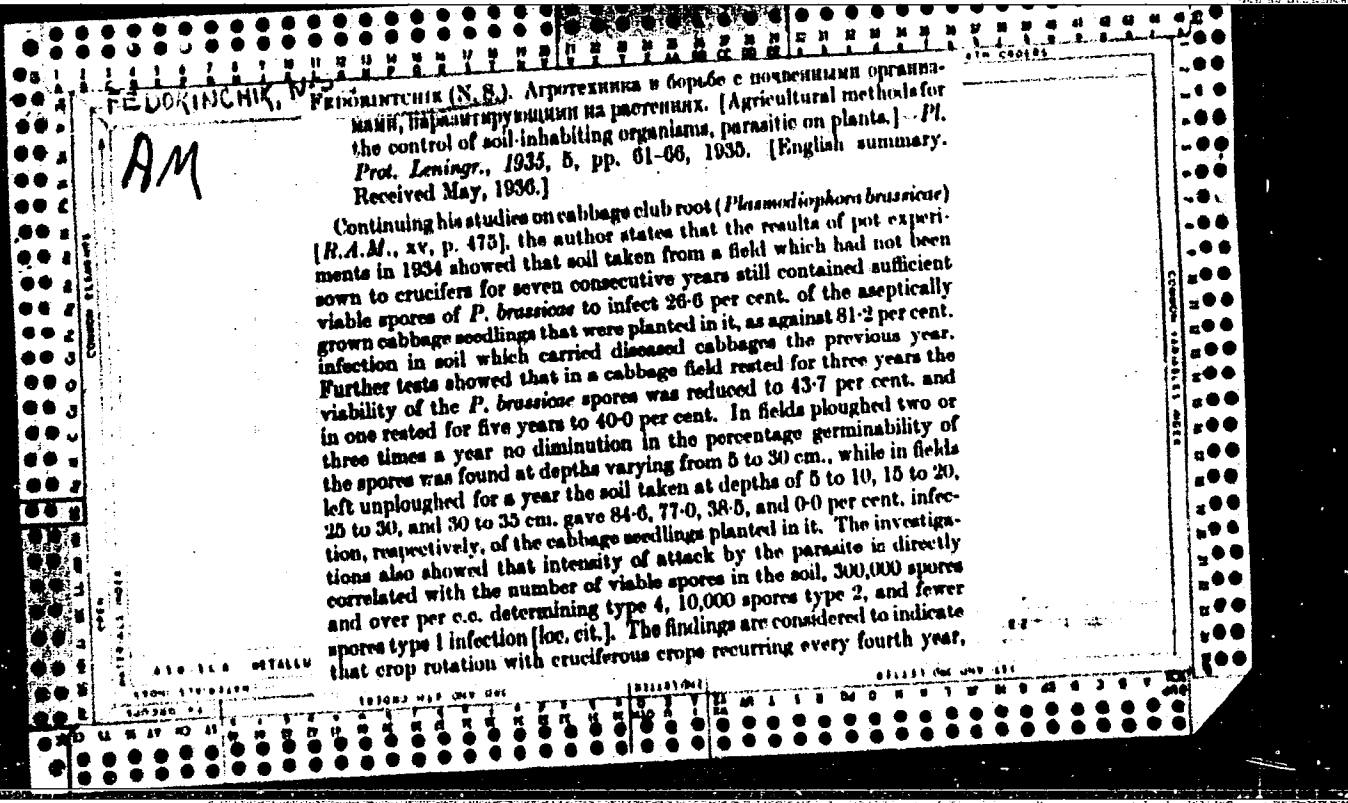 FEDORINCHIK, N.S
AM
FEDORINTCHIK (N. S.). Агротехника в борьбе с почвенными организ-
мами, паразитирующими на растениях. [Agricultural methods for
the control of soil-inhabiting organisms, parasitic on plants.]—Pl.
Prot. Leningr., 1935, 5, pp. 61–66, 1935. [English summary.
Received May, 1936.]
Continuing his studies on cabbage club root (Plasmodiophora brassicae)
[R.A.M., xv, p. 475], the author states that the results of pot experi-
ments in 1934 showed that soil taken from a field which had not been
sown to crucifers for seven consecutive years still contained sufficient
viable spores of P. brassicae to infect 26·6 per cent. of the aseptically
grown cabbage seedlings that were planted in it, as against 81·2 per cent.
infection in soil which carried diseased cabbages the previous year.
Further tests showed that in a cabbage field rested for three years the
viability of the P. brassicae spores was reduced to 43·7 per cent. and
in one rested for five years to 40·0 per cent. In fields ploughed two or
three times a year no diminution in the percentage germinability of
the spores was found at depths varying from 5 to 30 cm., while in fields
left unploughed for a year the soil taken at depths of 5 to 10, 15 to 20,
25 to 30, and 30 to 35 cm. gave 84·6, 77·0, 38·5, and 0·0 per cent. infec-
tion, respectively, of the cabbage seedlings planted in it. The investiga-
tions also showed that intensity of attack by the parasite is directly
correlated with the number of viable spores in the soil, 300,000 spores
and over per c.c. determining type 4, 10,000 spores type 2, and fewer
spores type 1 infection [loc. cit.]. The findings are considered to indicate
that crop rotation with cruciferous crops recurring every fourth year,
COMMON ELEMENTS
COMMON VARIABLES INDEX
OPEN
MATERIALS INDEX
METALLU